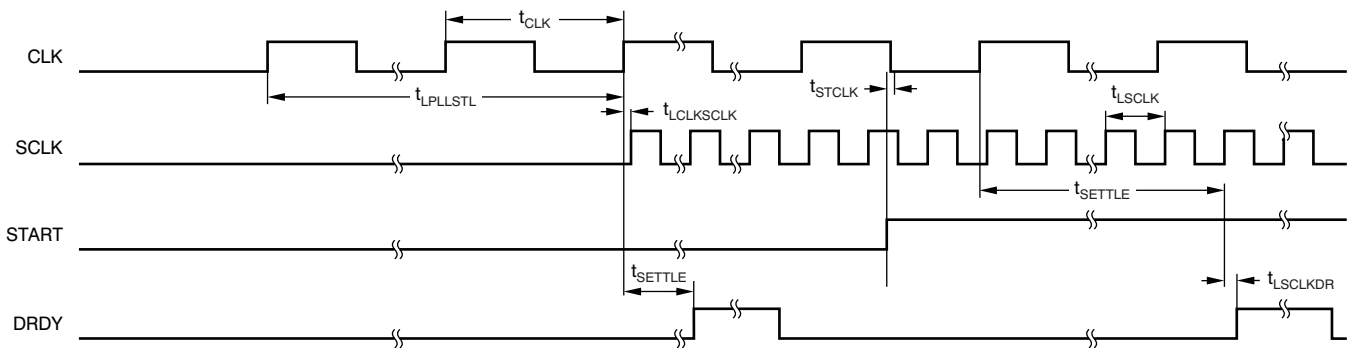 tCLK
CLK
tLPLLSTL
tSTCLK
tLCLKSCLK
tLSCLK
SCLK
tSETTLE
START
tSETTLE
tLSCLKDR
DRDY